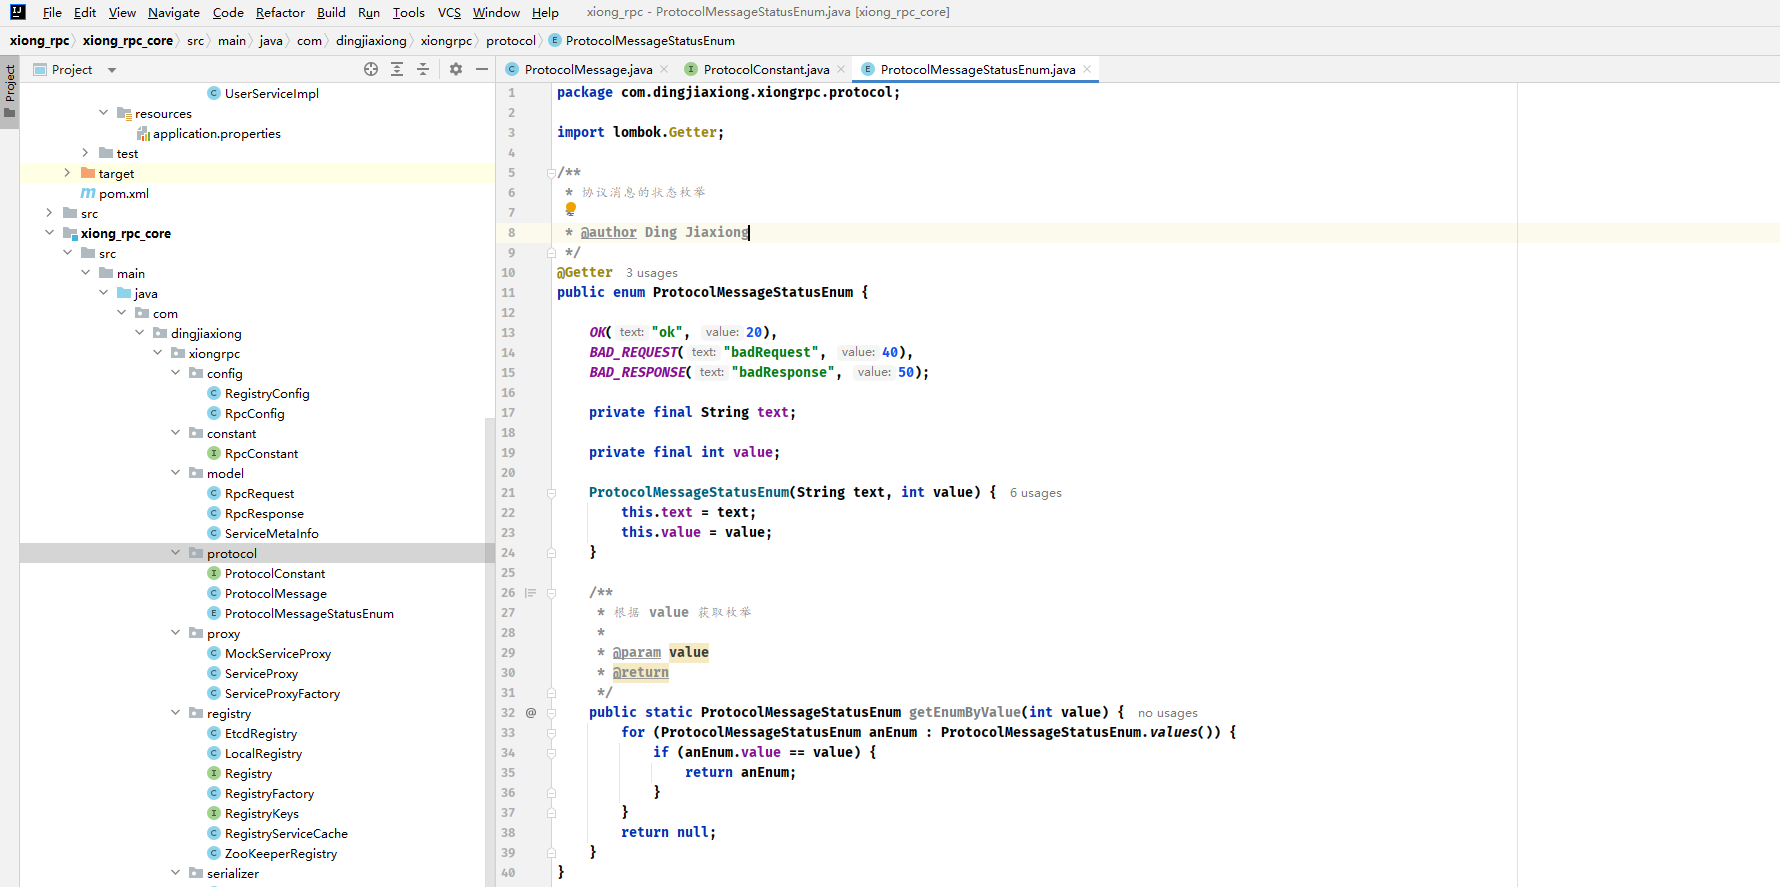 File Edit View Navigate Code Refactor Build Run Tools VCS Window Help xiong_rpc - ProtocolMessageStatusEnum.java [xiong_rpc_core]
xiong_rpc xiong_rpc_core src main java com dingjiaxiong xiongrpc protocol ProtocolMessageStatusEnum
Project
Project
UserServiceImpl
resources
application.properties
test
target
pom.xml
src
xiong_rpc_core
src
main
java
com
dingjiaxiong
xiongrpc
config
RegistryConfig
RpcConfig
constant
RpcConstant
model
RpcRequest
RpcResponse
ServiceMetaInfo
protocol
ProtocolConstant
ProtocolMessage
ProtocolMessageStatusEnum
proxy
MockServiceProxy
ServiceProxy
ServiceProxyFactory
registry
EtcdRegistry
LocalRegistry
Registry
RegistryFactory
RegistryKeys
RegistryServiceCache
ZooKeeperRegistry
serializer
ProtocolMessage.java ProtocolConstant.java ProtocolMessageStatusEnum.java
1 package com.dingjiaxiong.xiongrpc.protocol;
2
3 import lombok.Getter;
4
5 /**
6 * 协议消息的状态枚举
7 *
8 * @author Ding Jiaxiong
9 */
10 @Getter 3 usages
11 public enum ProtocolMessageStatusEnum {
12
13 OK( text: "ok", value: 20),
14 BAD_REQUEST( text: "badRequest", value: 40),
15 BAD_RESPONSE( text: "badResponse", value: 50);
16
17 private final String text;
18
19 private final int value;
20
21 ProtocolMessageStatusEnum(String text, int value) { 6 usages
22 this.text = text;
23 this.value = value;
24 }
25
26 /**
27 * 根据 value 获取枚举
28 *
29 * @param value
30 * @return
31 */
32 @ public static ProtocolMessageStatusEnum getEnumByValue(int value) { no usages
33 for (ProtocolMessageStatusEnum anEnum : ProtocolMessageStatusEnum.values()) {
34 if (anEnum.value == value) {
35 return anEnum;
36 }
37 }
38 return null;
39 }
40 }